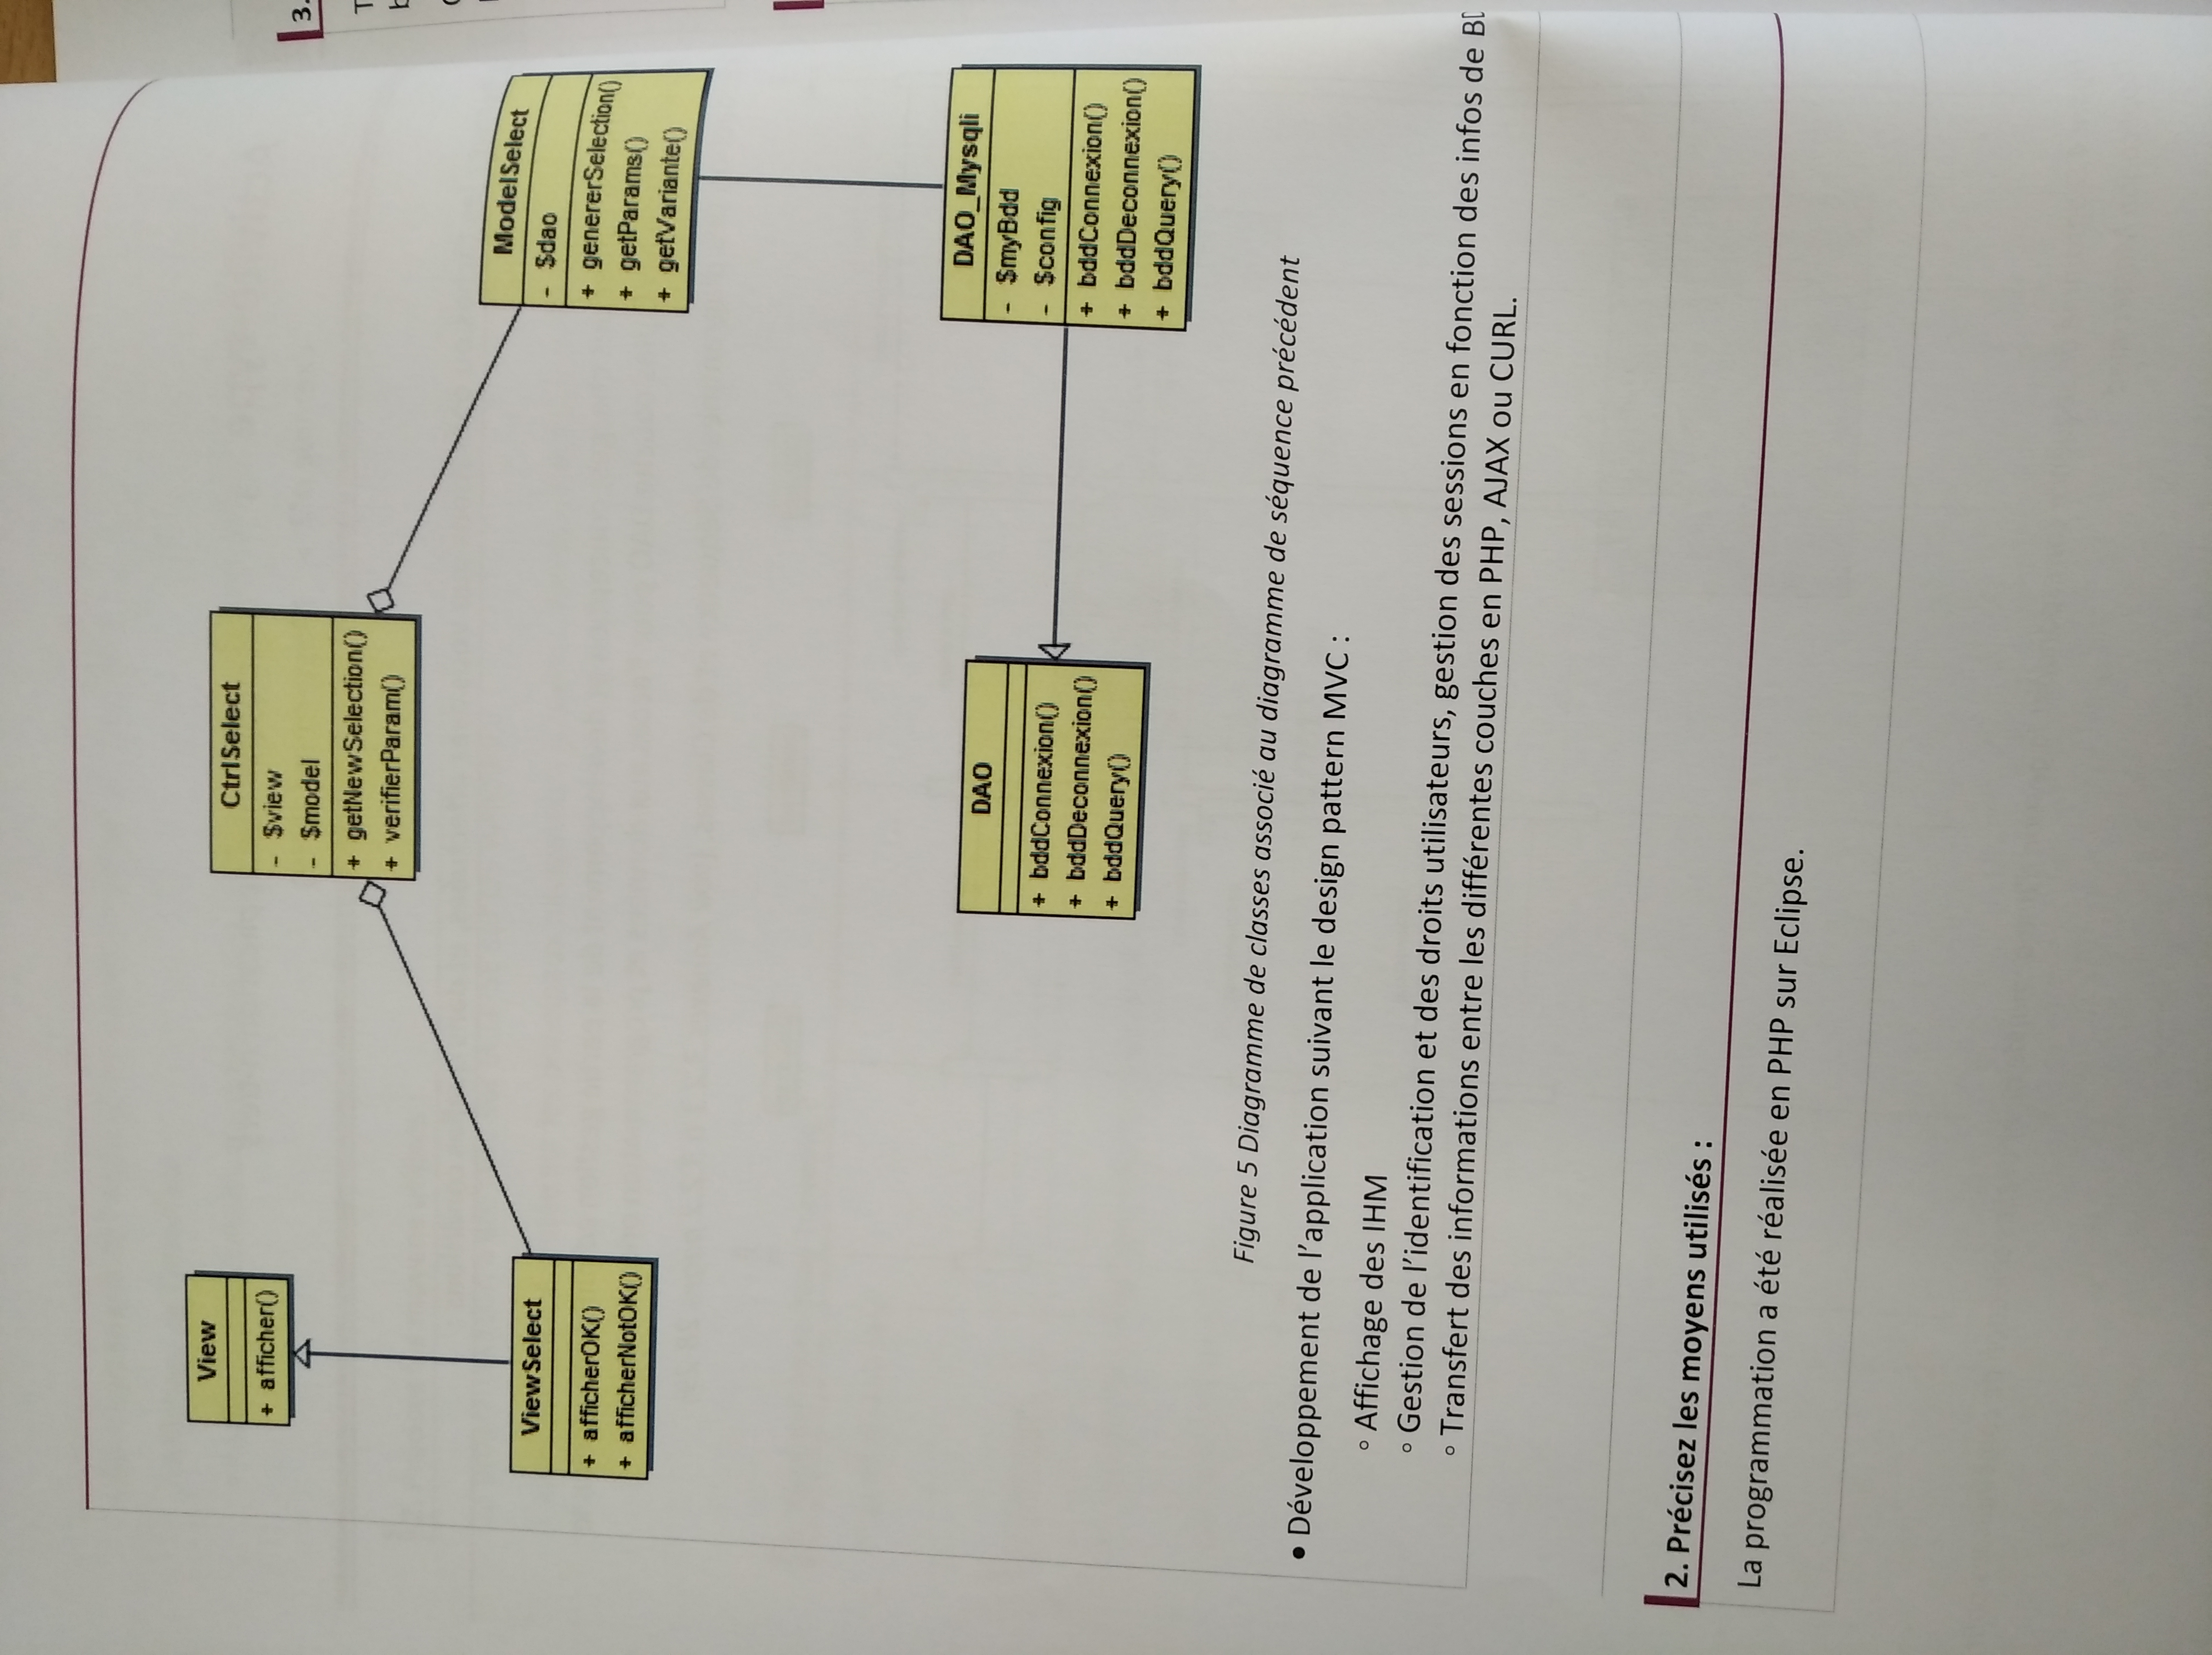 View
+ afficher()
CtrlSelect
- $view
- $model
+ getNewSelection()
+ verifierParam()
ViewSelect
+ afficherOK()
+ afficherNotOK()
ModelSelect
- $dao
+ genererSelection()
+ getParams()
+ getVariante()
DAO
+ bddConnexion()
+ bddDeconnexion()
+ bddQuery()
DAO_Mysqli
- $myBdd
- $config
+ bddConnexion()
+ bddDeconnexion()
+ bddQuery()
Figure 5 Diagramme de classes associé au diagramme de séquence précédent
• Développement de l'application suivant le design pattern MVC :
◦ Affichage des IHM
◦ Gestion de l'identification et des droits utilisateurs, gestion des sessions en fonction des infos de
◦ Transfert des informations entre les différentes couches en PHP, AJAX ou CURL.
2. Précisez les moyens utilisés :
La programmation a été réalisée en PHP sur Eclipse.
3.